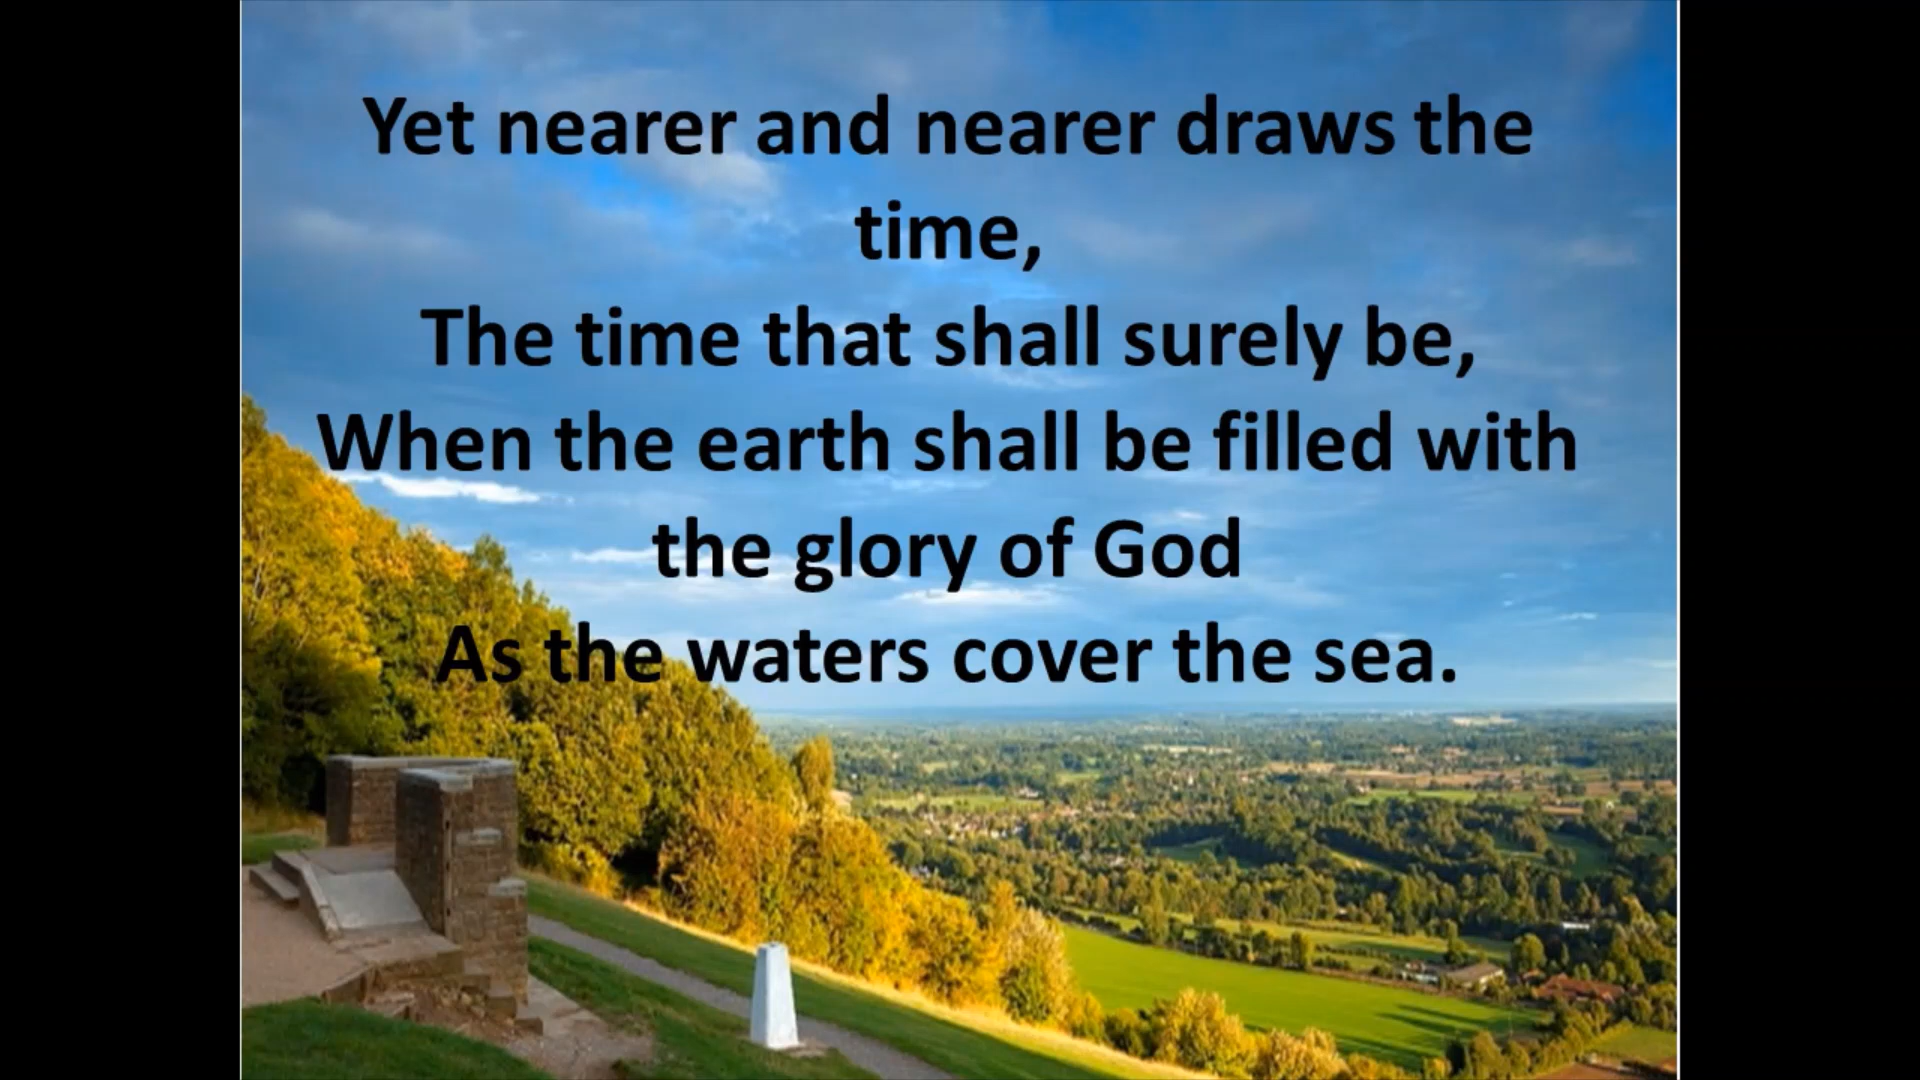 Yet nearer and nearer draws the
time,
The time that shall surely be,
When the earth shall be filled with
the glory of God
As the waters cover the sea.